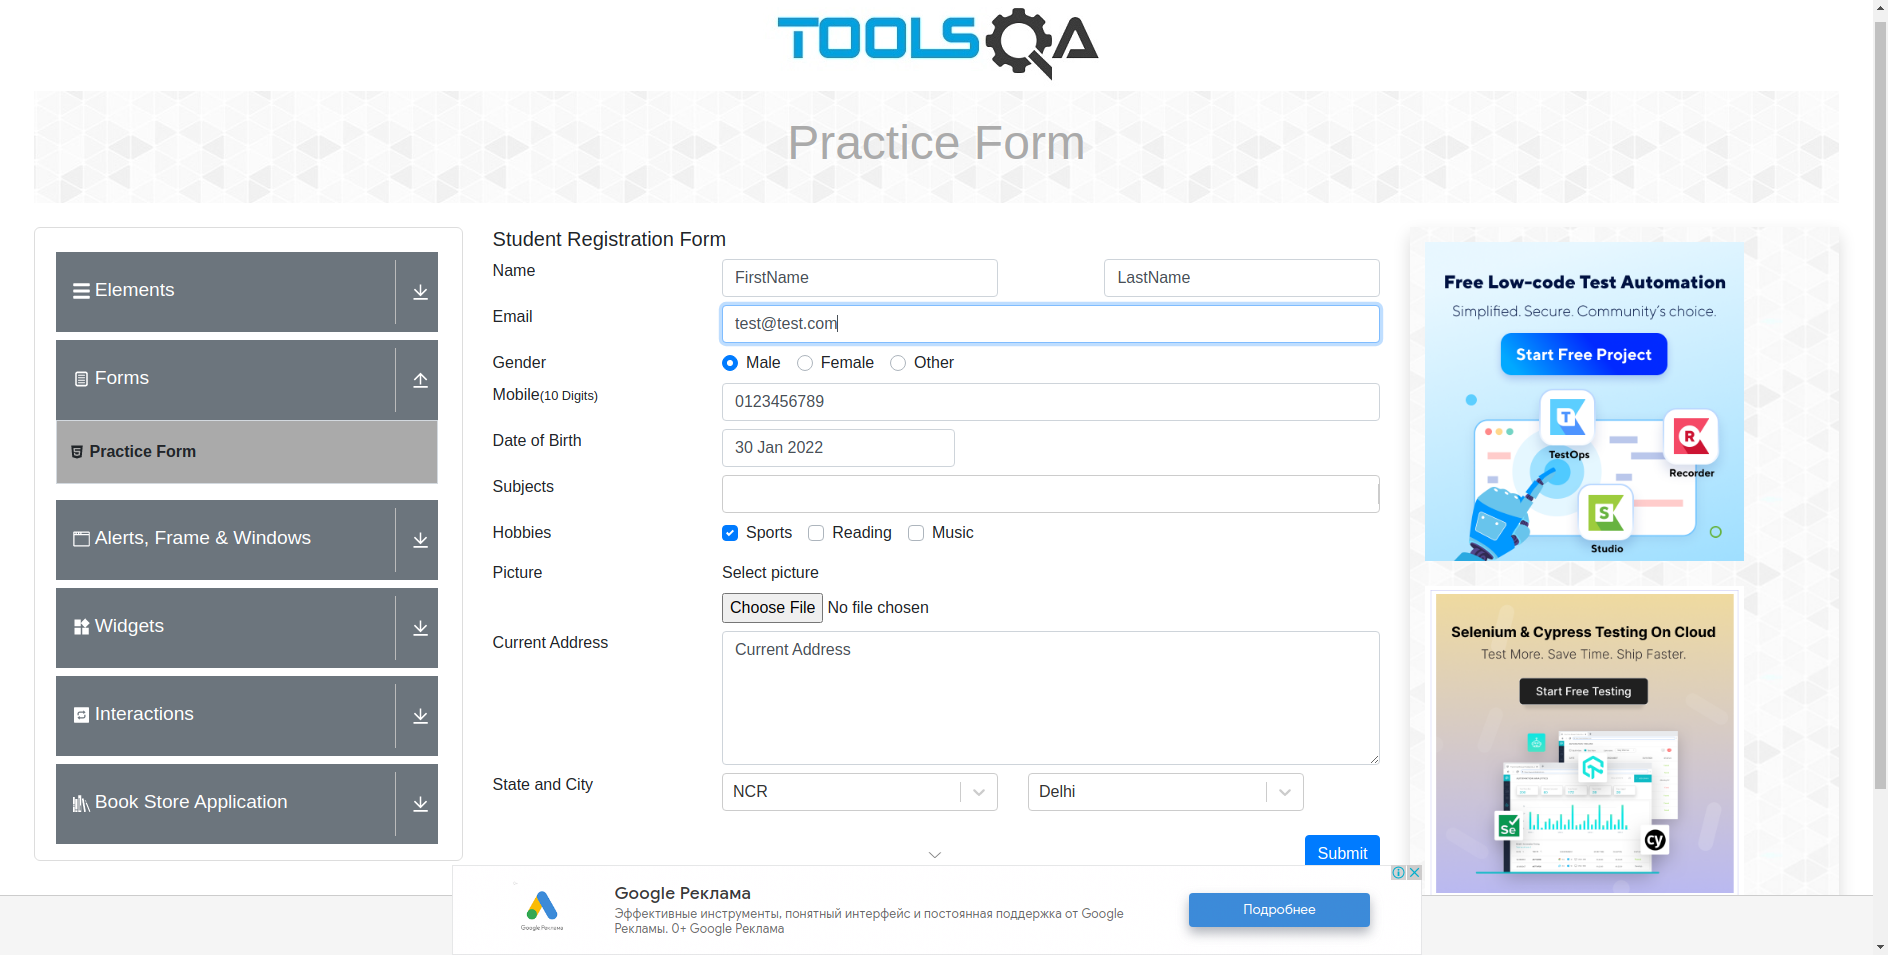 TOOLSQA
Practice Form
Elements
Forms
Practice Form
Alerts, Frame & Windows
Widgets
Interactions
Book Store Application
Student Registration Form
Name
FirstName
LastName
Email
test@test.com
Gender
Male
Female
Other
Mobile(10 Digits)
0123456789
Date of Birth
30 Jan 2022
Subjects
Hobbies
Sports
Reading
Music
Picture
Select picture
Choose File No file chosen
Current Address
Current Address
State and City
NCR
Delhi
Submit
Free Low-code Test Automation
Simplified. Secure. Community's choice.
Start Free Project
T
TestOps
R
Recorder
S
Studio
Selenium & Cypress Testing On Cloud
Test More. Save Time. Ship Faster.
Start Free Testing
Se
cy
Google Реклама
Google Реклама
Эффективные инструменты, понятный интерфейс и постоянная поддержка от Google
Рекламы. 0+ Google Реклама
Подробнее